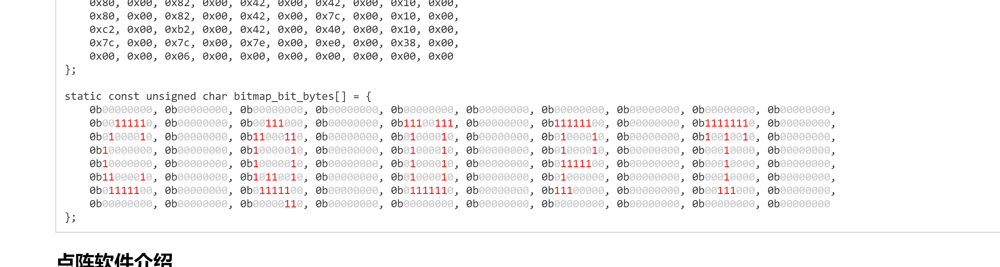 0x80, 0x00, 0x82, 0x00, 0x42, 0x00, 0x42, 0x00, 0x10, 0x00,
0x80, 0x00, 0x82, 0x00, 0x42, 0x00, 0x7c, 0x00, 0x10, 0x00,
0xc2, 0x00, 0xb2, 0x00, 0x42, 0x00, 0x40, 0x00, 0x10, 0x00,
0x7c, 0x00, 0x7c, 0x00, 0x7e, 0x00, 0xe0, 0x00, 0x38, 0x00,
0x00, 0x00, 0x06, 0x00, 0x00, 0x00, 0x00, 0x00, 0x00, 0x00
};
static const unsigned char bitmap_bit_bytes[] = {
0b00000000, 0b00000000, 0b00000000, 0b00000000, 0b00000000, 0b00000000, 0b00000000, 0b00000000, 0b00000000, 0b00000000,
0b00111110, 0b00000000, 0b00111000, 0b00000000, 0b11100111, 0b00000000, 0b11111100, 0b00000000, 0b11111110, 0b00000000,
0b01000010, 0b00000000, 0b11000110, 0b00000000, 0b01000010, 0b00000000, 0b01000010, 0b00000000, 0b10010010, 0b00000000,
0b10000000, 0b00000000, 0b10000010, 0b00000000, 0b01000010, 0b00000000, 0b01000010, 0b00000000, 0b00010000, 0b00000000,
0b10000000, 0b00000000, 0b10000010, 0b00000000, 0b01000010, 0b00000000, 0b01111100, 0b00000000, 0b00010000, 0b00000000,
0b11000010, 0b00000000, 0b10110010, 0b00000000, 0b01000010, 0b00000000, 0b01000000, 0b00000000, 0b00010000, 0b00000000,
0b01111100, 0b00000000, 0b01111100, 0b00000000, 0b01111110, 0b00000000, 0b11100000, 0b00000000, 0b00111000, 0b00000000,
0b00000000, 0b00000000, 0b00000110, 0b00000000, 0b00000000, 0b00000000, 0b00000000, 0b00000000, 0b00000000, 0b00000000
};
点阵软件介绍